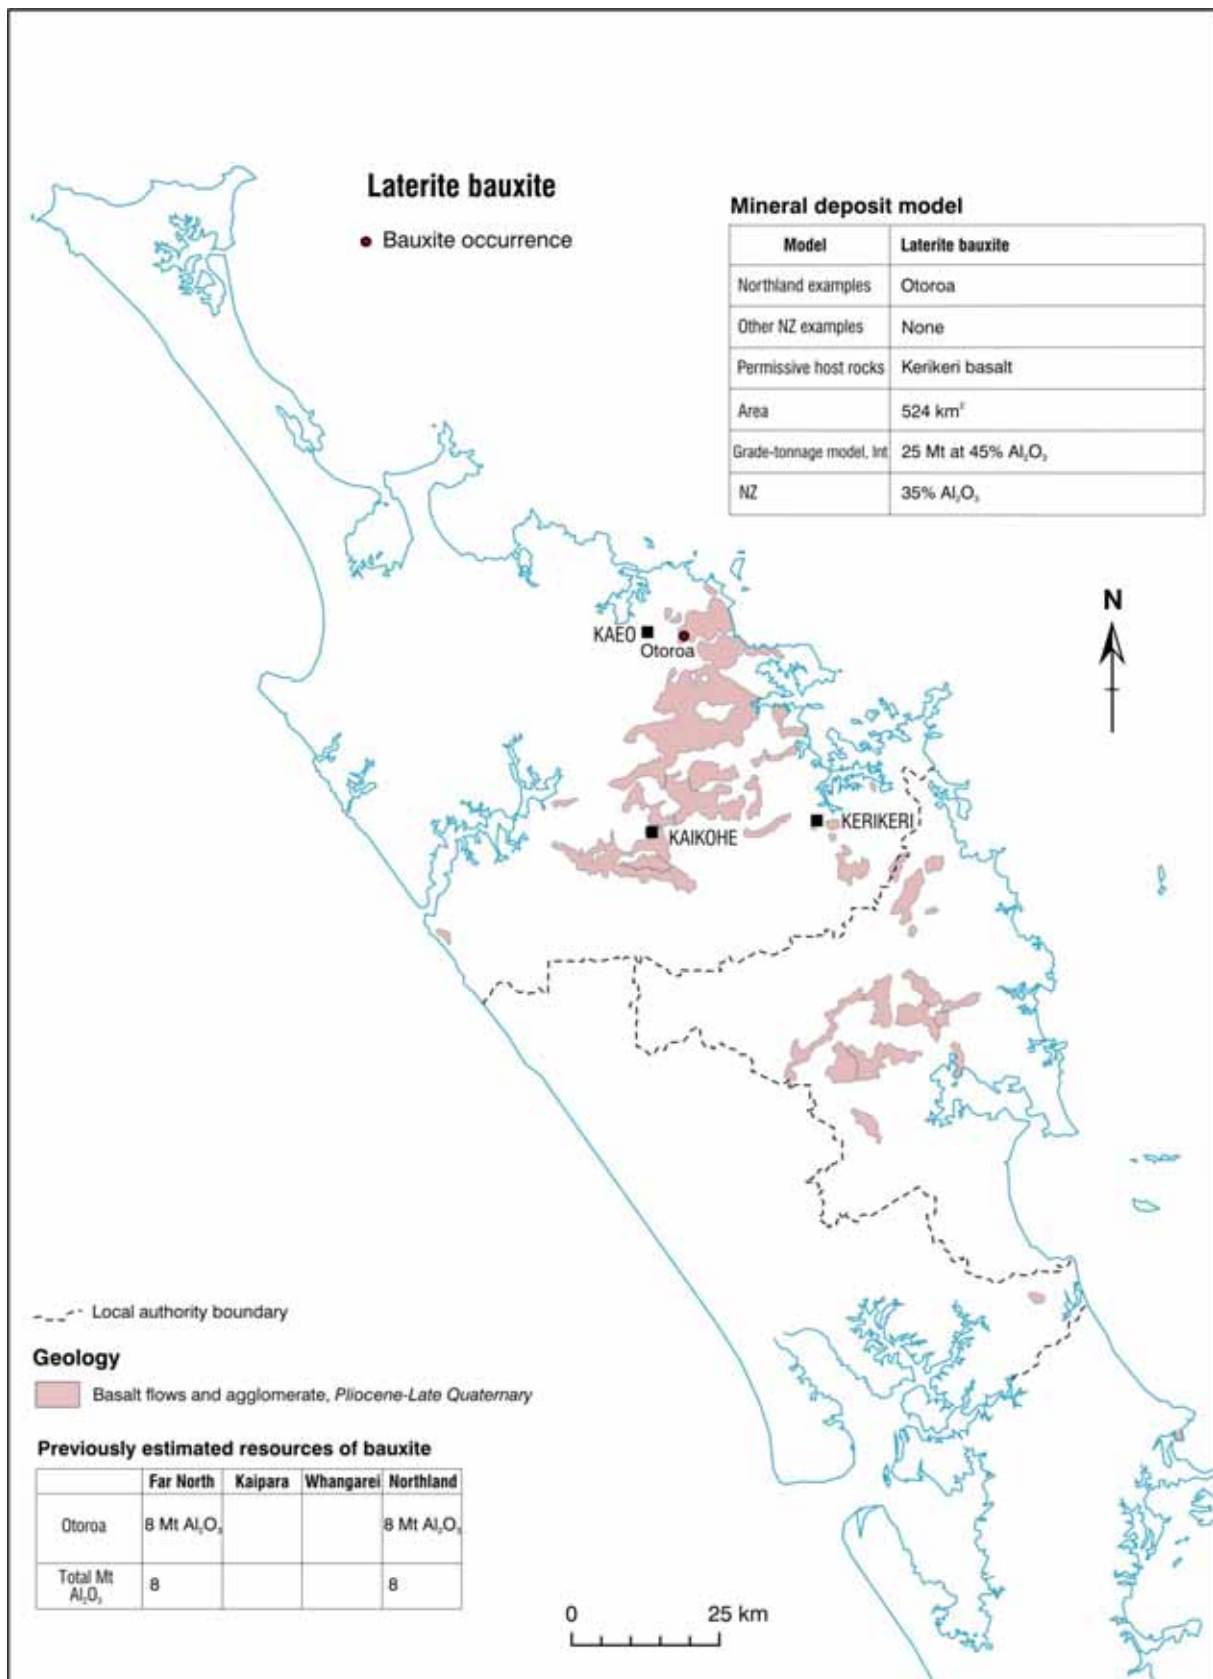 Laterite bauxite
Bauxite occurrence
Mineral deposit model
Model Laterite bauxite
Northland examples Otoroa
Other NZ examples None
Permissive host rocks Kerikeri basalt
Area 524 km²
Grade-tonnage model, Int 25 Mt at 45% Al₂O₃
NZ 35% Al₂O₃
N
KAEO
Otoroa
KERIKERI
KAIKOHE
Local authority boundary
Geology
Basalt flows and agglomerate, Pliocene-Late Quaternary
Previously estimated resources of bauxite
Far North Kaipara Whangarei Northland
Otoroa 8 Mt Al₂O₃ 8 Mt Al₂O₃
Total Mt
Al₂O₃
8 8
0 25 km